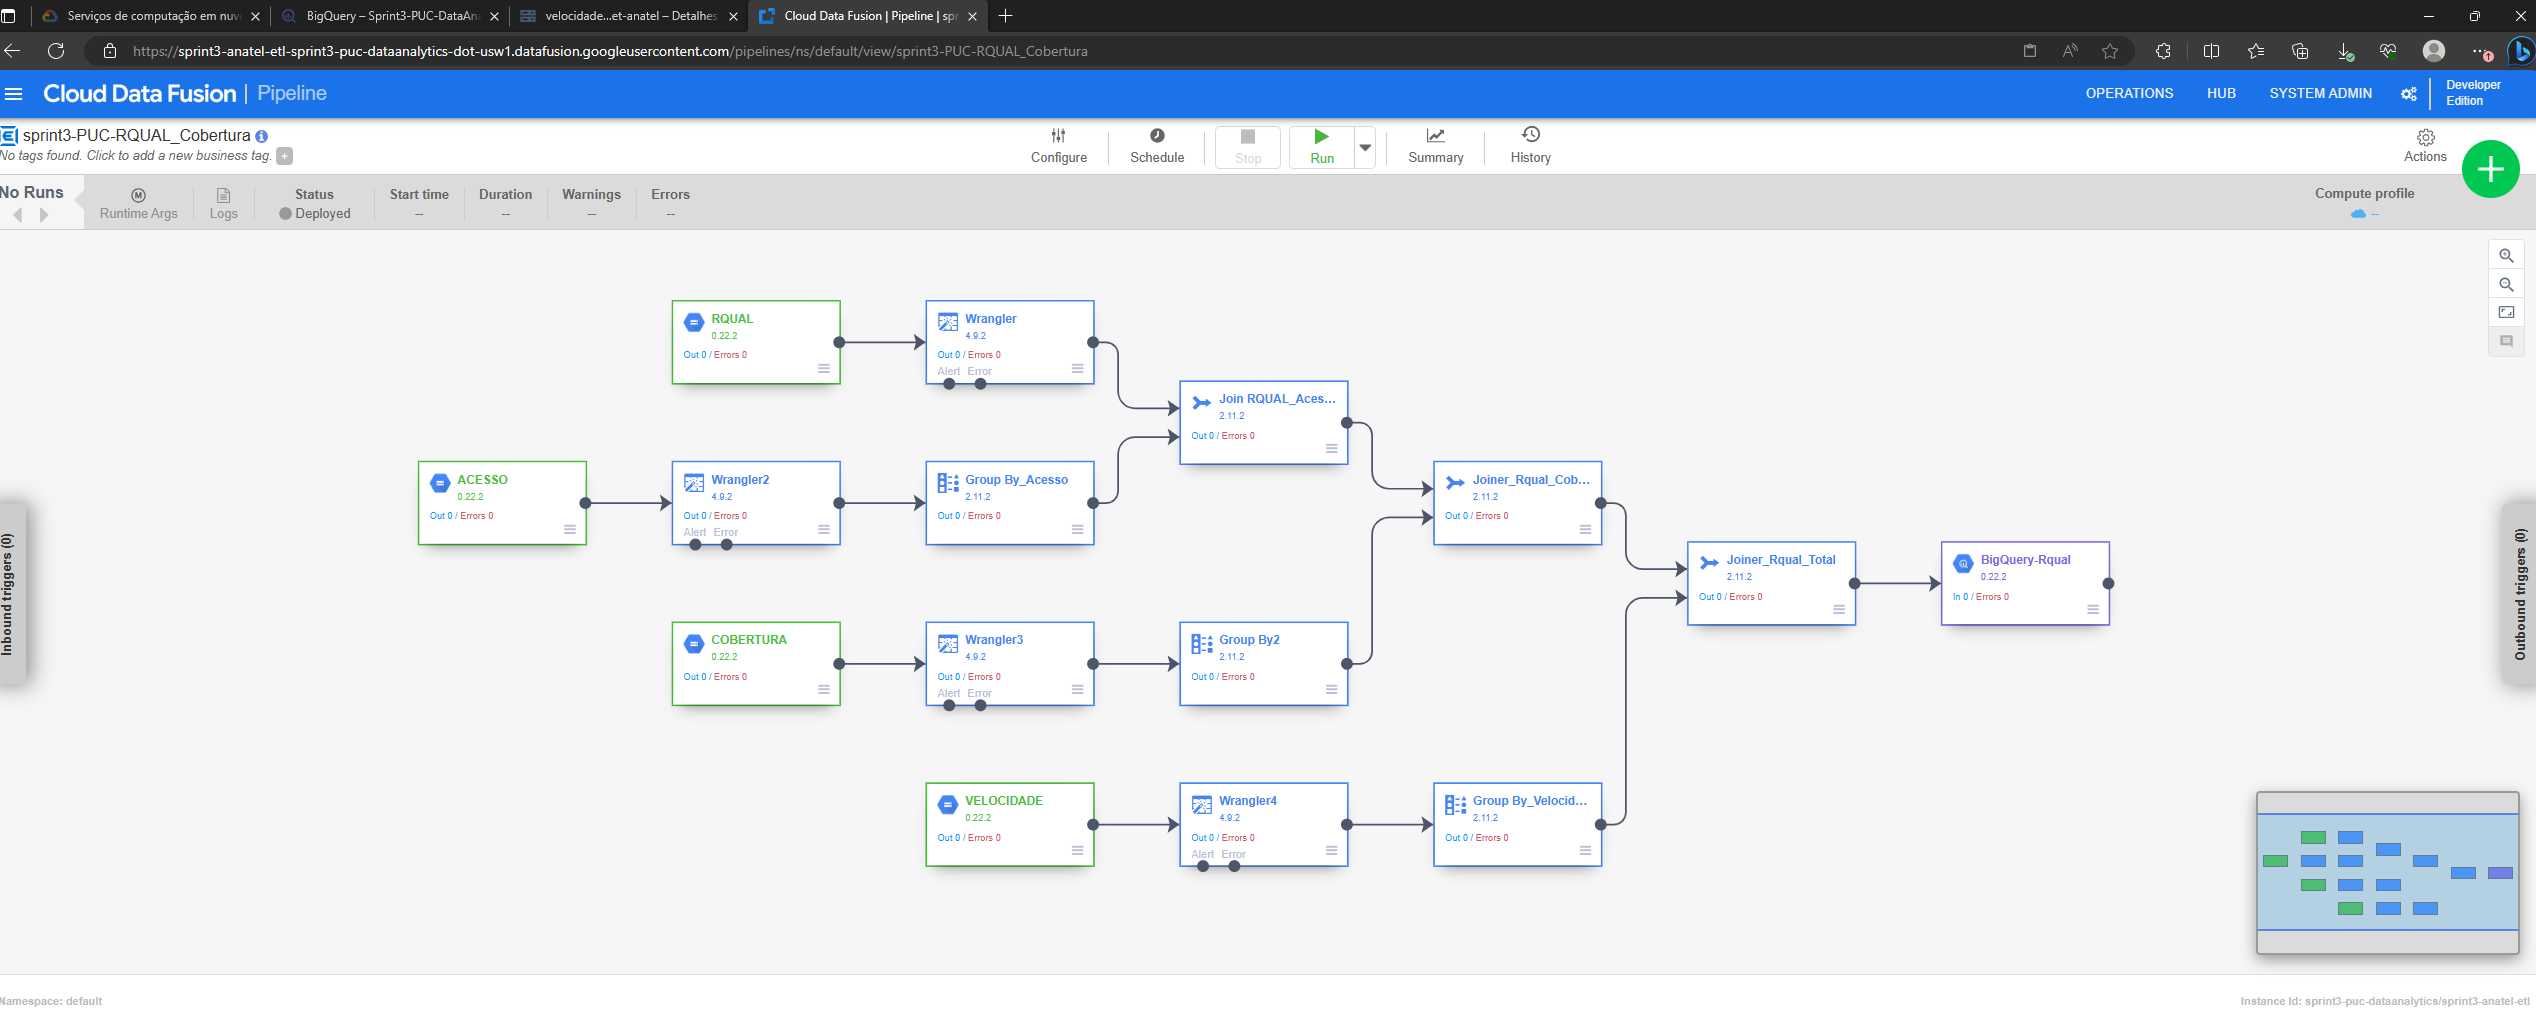 Serviços de computação em nuv
BigQuery – Sprint3-PUC-DataAn
velocidade...et-anatel – Detalhes
Cloud Data Fusion | Pipeline | spr
https://sprint3-anatel-etl-sprint3-puc-dataanalytics-dot-usw1.datafusion.googleusercontent.com/pipelines/ns/default/view/sprint3-PUC-RQUAL_Cobertura
Cloud Data Fusion | Pipeline
OPERATIONS
HUB
SYSTEM ADMIN
Developer
Edition
sprint3-PUC-RQUAL_Cobertura
No tags found. Click to add a new business tag.
Configure
Schedule
Stop
Run
Summary
History
Actions
No Runs
Runtime Args
Logs
Status
Deployed
Start time
--
Duration
--
Warnings
--
Errors
--
Compute profile
--
RQUAL
0.22.2
Out 0 / Errors 0
Wrangler
4.9.2
Out 0 / Errors 0
Alert Error
Join RQUAL_Aces...
2.11.2
Out 0 / Errors 0
ACESSO
0.22.2
Out 0 / Errors 0
Wrangler2
4.9.2
Out 0 / Errors 0
Alert Error
Group By_Acesso
2.11.2
Out 0 / Errors 0
Joiner_Rqual_Cob...
2.11.2
Out 0 / Errors 0
Joiner_Rqual_Total
2.11.2
Out 0 / Errors 0
BigQuery-Rqual
0.22.2
In 0 / Errors 0
COBERTURA
0.22.2
Out 0 / Errors 0
Wrangler3
4.9.2
Out 0 / Errors 0
Alert Error
Group By2
2.11.2
Out 0 / Errors 0
VELOCIDADE
0.22.2
Out 0 / Errors 0
Wrangler4
4.9.2
Out 0 / Errors 0
Alert Error
Group By_Velocid...
2.11.2
Out 0 / Errors 0
Inbound triggers (0)
Outbound triggers (0)
Namespace: default
Instance Id: sprint3-puc-dataanalytics/sprint3-anatel-etl